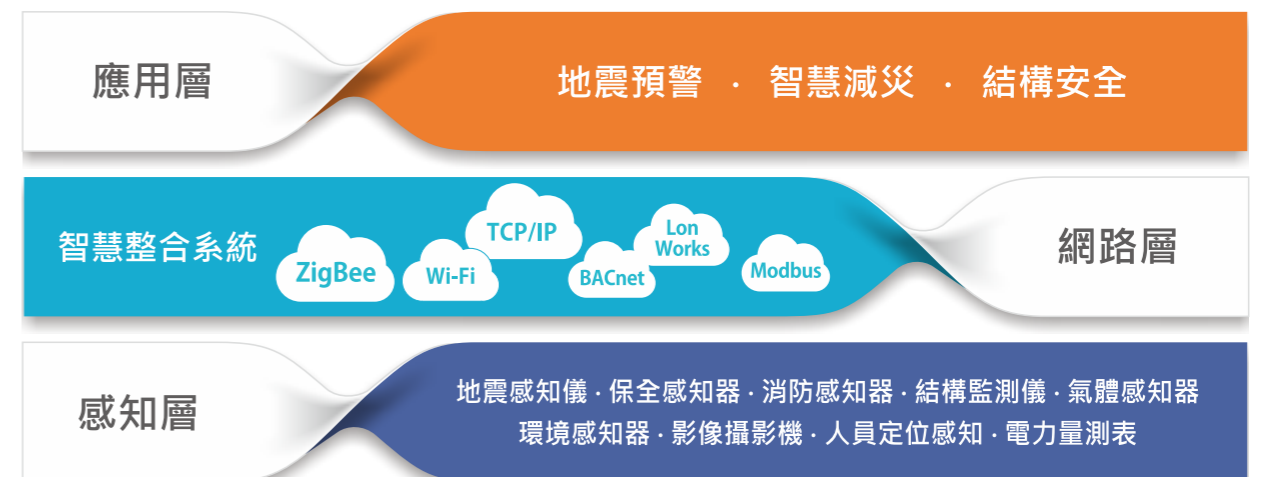 應用層
地震預警 · 智慧減災 · 結構安全
智慧整合系統
ZigBee
Wi-Fi
TCP/IP
BACnet
Lon
Works
Modbus
網路層
感知層
地震感知儀 · 保全感知器 · 消防感知器 · 結構監測儀 · 氣體感知器
環境感知器 · 影像攝影機 · 人員定位感知 · 電力量測表